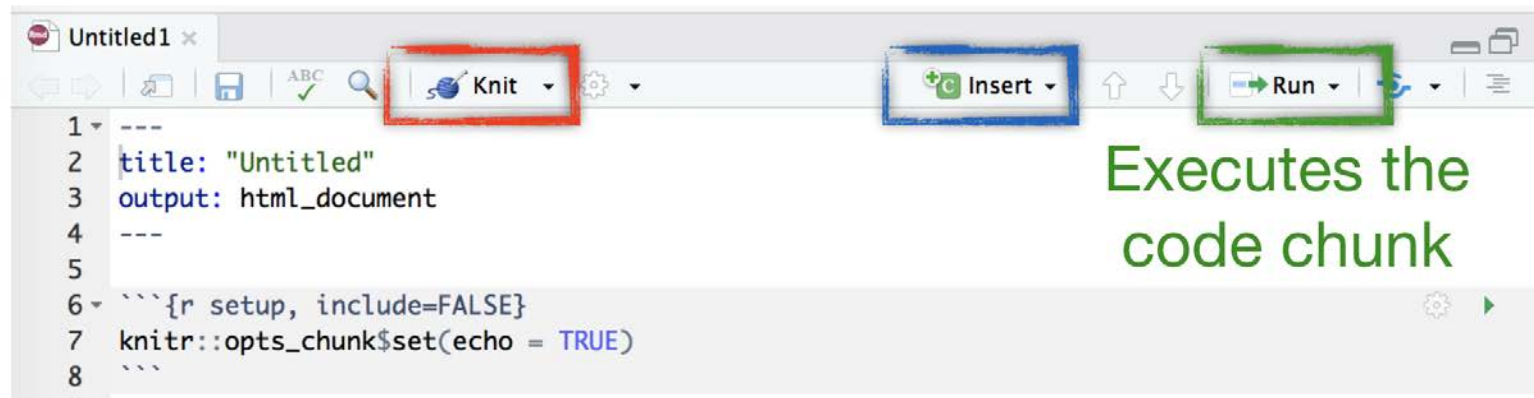 Untitled1
ABC Knit Insert Run
1 ---
2 title: "Untitled"
3 output: html_document
4 ---
5
6 ```{r setup, include=FALSE}
7 knitr::opts_chunk$set(echo = TRUE)
8 ```
Executes the
code chunk